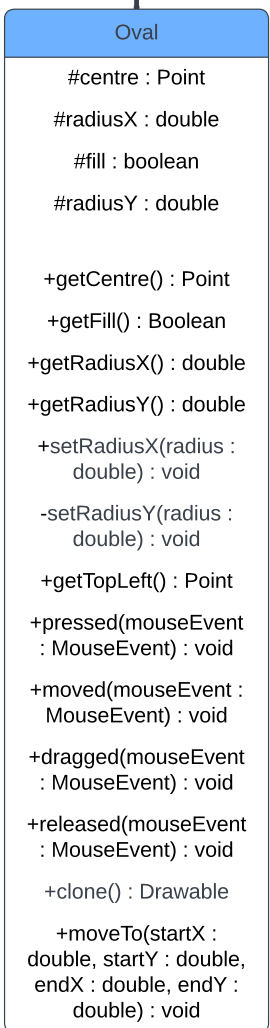 Oval
#centre : Point
#radiusX : double
#fill : boolean
#radiusY : double
+getCentre() : Point
+getFill() : Boolean
+getRadiusX() : double
+getRadiusY() : double
+setRadiusX(radius :
double) : void
-setRadiusY(radius :
double) : void
+getTopLeft() : Point
+pressed(mouseEvent
: MouseEvent) : void
+moved(mouseEvent :
MouseEvent) : void
+dragged(mouseEvent
: MouseEvent) : void
+released(mouseEvent
: MouseEvent) : void
+clone() : Drawable
+moveTo(startX :
double, startY : double,
endX : double, endY :
double) : void